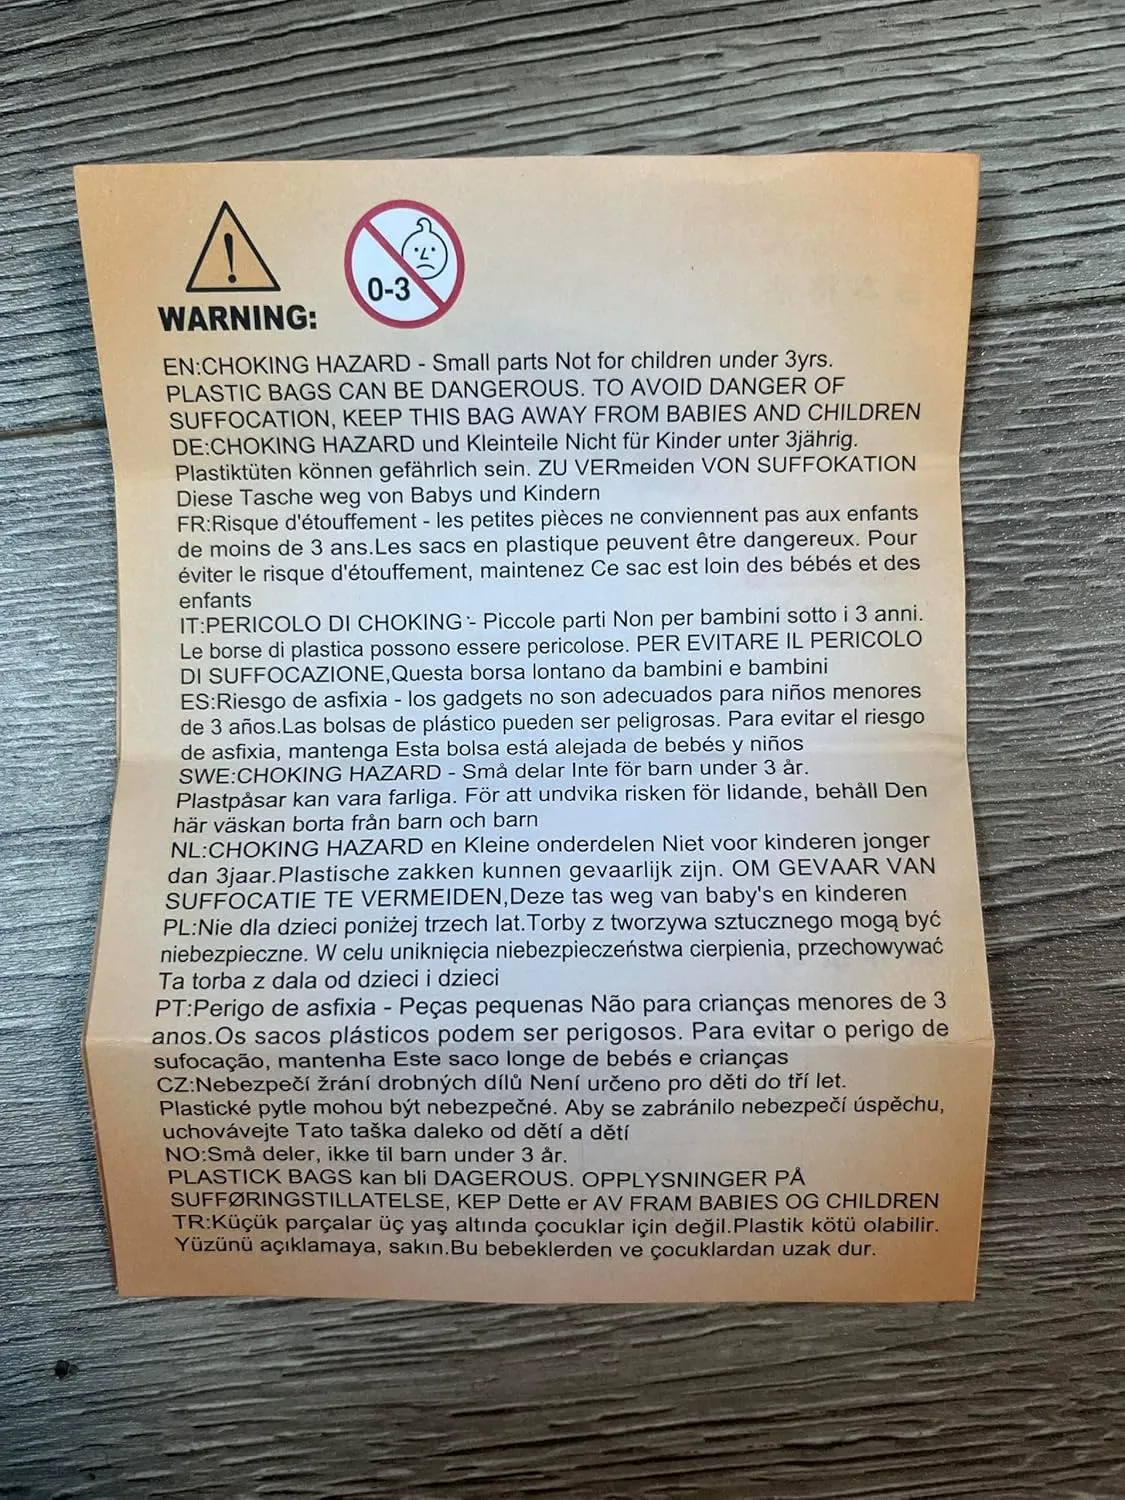 WARNING:
0-3
EN:CHOKING HAZARD - Small parts Not for children under 3yrs.
PLASTIC BAGS CAN BE DANGEROUS. TO AVOID DANGER OF
SUFFOCATION, KEEP THIS BAG AWAY FROM BABIES AND CHILDREN
DE:CHOKING HAZARD und Kleinteile Nicht für Kinder unter 3jährig.
Plastiktüten können gefährlich sein. ZU VERmeiden VON SUFFOKATION
Diese Tasche weg von Babys und Kindern
FR:Risque d'étouffement - les petites pièces ne conviennent pas aux enfants
de moins de 3 ans.Les sacs en plastique peuvent être dangereux. Pour
éviter le risque d'étouffement, maintenez Ce sac est loin des bébés et des
enfants
IT:PERICOLO DI CHOKING - Piccole parti Non per bambini sotto i 3 anni.
Le borse di plastica possono essere pericolose. PER EVITARE IL PERICOLO
DI SUFFOCAZIONE,Questa borsa lontano da bambini e bambini
ES:Riesgo de asfixia - los gadgets no son adecuados para niños menores
de 3 años.Las bolsas de plástico pueden ser peligrosas. Para evitar el riesgo
de asfixia, mantenga Esta bolsa está alejada de bebés y niños
SWE:CHOKING HAZARD - Små delar Inte för barn under 3 år.
Plastpåsar kan vara farliga. För att undvika risken för lidande, behåll Den
här väskan borta från barn och barn
NL:CHOKING HAZARD en Kleine onderdelen Niet voor kinderen jonger
dan 3jaar.Plastische zakken kunnen gevaarlijk zijn. OM GEVAAR VAN
SUFFOCATIE TE VERMEIDEN,Deze tas weg van baby's en kinderen
PL:Nie dla dzieci poniżej trzech lat.Torby z tworzywa sztucznego mogą być
niebezpieczne. W celu uniknięcia niebezpieczeństwa cierpienia, przechowywać
Ta torba z dala od dzieci i dzieci
PT:Perigo de asfixia - Peças pequenas Não para crianças menores de 3
anos.Os sacos plásticos podem ser perigosos. Para evitar o perigo de
sufocação, mantenha Este saco longe de bebés e crianças
CZ:Nebezpečí žrání drobných dílů Není určeno pro děti do tří let.
Plastické pytle mohou být nebezpečné. Aby se zabránilo nebezpečí úspěchu,
uchovávejte Tato taška daleko od dětí a dětí
NO:Små deler, ikke til barn under 3 år.
PLASTICK BAGS kan bli DAGEROUS. OPPLYSNINGER PÅ
SUFFØRINGSTILLATELSE, KEP Dette er AV FRAM BABIES OG CHILDREN
TR:Küçük parçalar üç yaş altında çocuklar için değil.Plastik kötü olabilir.
Yüzünü açıklamaya, sakın.Bu bebeklerden ve çocuklardan uzak dur.